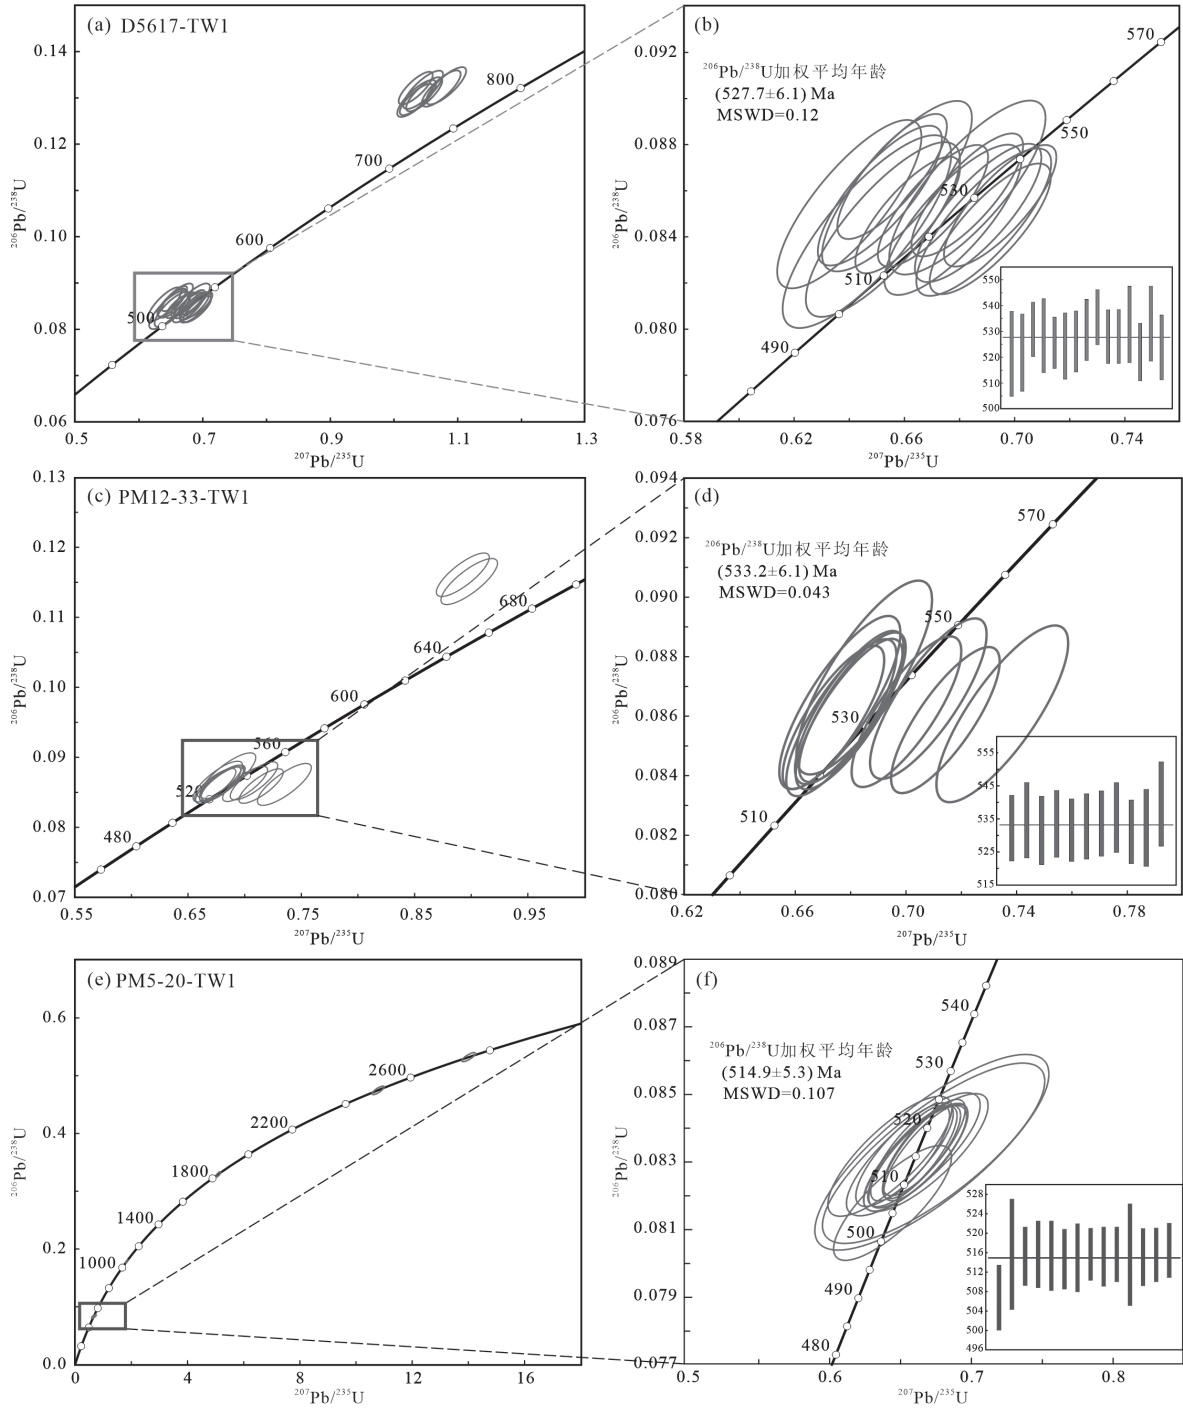 (a) D5617-TW1
0.14
0.12
0.10
0.08
0.06
500
600
700
800
0.5 0.7 0.9 1.1 1.3
²⁰⁷Pb/²³⁵U
²⁰⁶Pb/²³⁸U
(b)
²⁰⁶Pb/²³⁸U加权平均年龄
(527.7±6.1) Ma
MSWD=0.12
0.092
0.088
0.084
0.080
0.076
490
510
530
550
570
550
540
530
520
510
500
0.58 0.62 0.66 0.70 0.74
²⁰⁷Pb/²³⁵U
²⁰⁶Pb/²³⁸U
(c) PM12-33-TW1
0.13
0.12
0.11
0.10
0.09
0.08
0.07
480
520
560
600
640
680
0.55 0.65 0.75 0.85 0.95
²⁰⁷Pb/²³⁵U
²⁰⁶Pb/²³⁸U
(d)
²⁰⁶Pb/²³⁸U加权平均年龄
(533.2±6.1) Ma
MSWD=0.043
0.094
0.092
0.090
0.088
0.086
0.084
0.082
0.080
510
530
550
570
555
545
535
525
515
0.62 0.66 0.70 0.74 0.78
²⁰⁷Pb/²³⁵U
²⁰⁶Pb/²³⁸U
(e) PM5-20-TW1
0.6
0.4
0.2
0.0
1000
1400
1800
2200
2600
0 4 8 12 16
²⁰⁷Pb/²³⁵U
²⁰⁶Pb/²³⁸U
(f)
²⁰⁶Pb/²³⁸U加权平均年龄
(514.9±5.3) Ma
MSWD=0.107
0.089
0.087
0.085
0.083
0.081
0.079
0.077
480
490
500
510
520
530
540
528
524
520
516
512
508
504
500
496
0.5 0.6 0.7 0.8
²⁰⁷Pb/²³⁵U
²⁰⁶Pb/²³⁸U